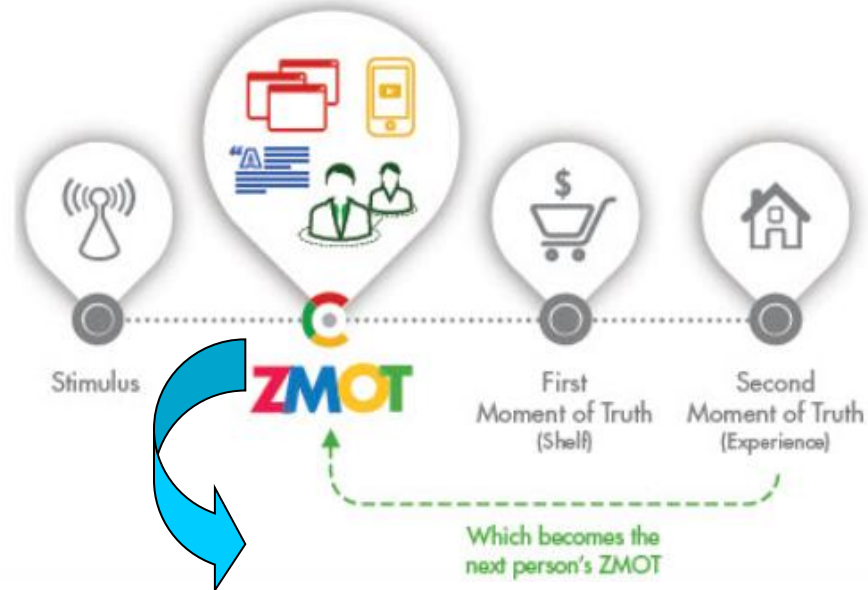 "A
$
Stimulus
ZMOT
First
Moment of Truth
(Shelf)
Second
Moment of Truth
(Experience)
Which becomes the
next person's ZMOT